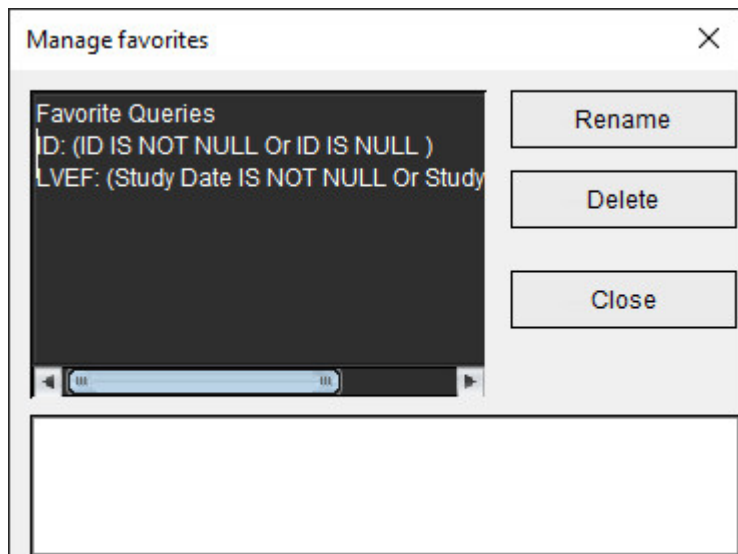 Manage favorites
Favorite Queries
ID: (ID IS NOT NULL Or ID IS NULL )
LVEF: (Study Date IS NOT NULL Or Study
Rename
Delete
Close